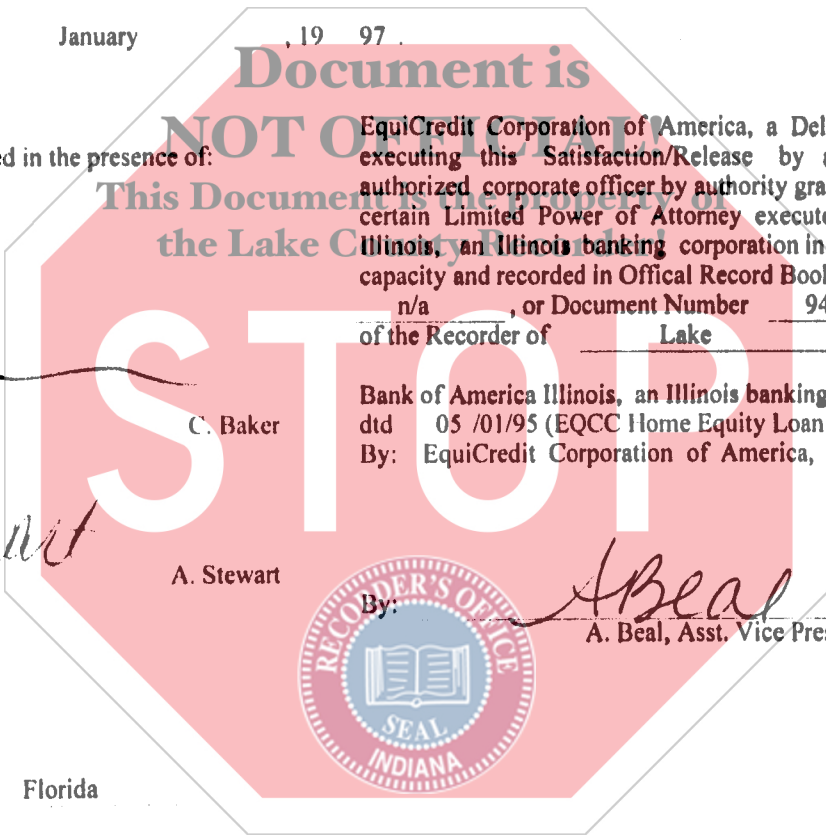 January , 19 97 .
Document is
NOT OFFICIAL!
This Document is the property of
the Lake County Recorder!
ed in the presence of:
EquiCredit Corporation of America, a Del
executing this Satisfaction/Release by a
authorized corporate officer by authority gra
certain Limited Power of Attorney execute
Illinois, an Illinois banking corporation in
capacity and recorded in Offical Record Bool
n/a , or Document Number 94
of the Recorder of Lake
STOP
Bank of America Illinois, an Illinois banking
dtd 05 /01/95 (EQCC Home Equity Loan
By: EquiCredit Corporation of America,
C. Baker
art
A. Stewart
By: A Beal
A. Beal, Asst. Vice Pres
RECORDER'S OFFICE
SEAL
INDIANA
Florida